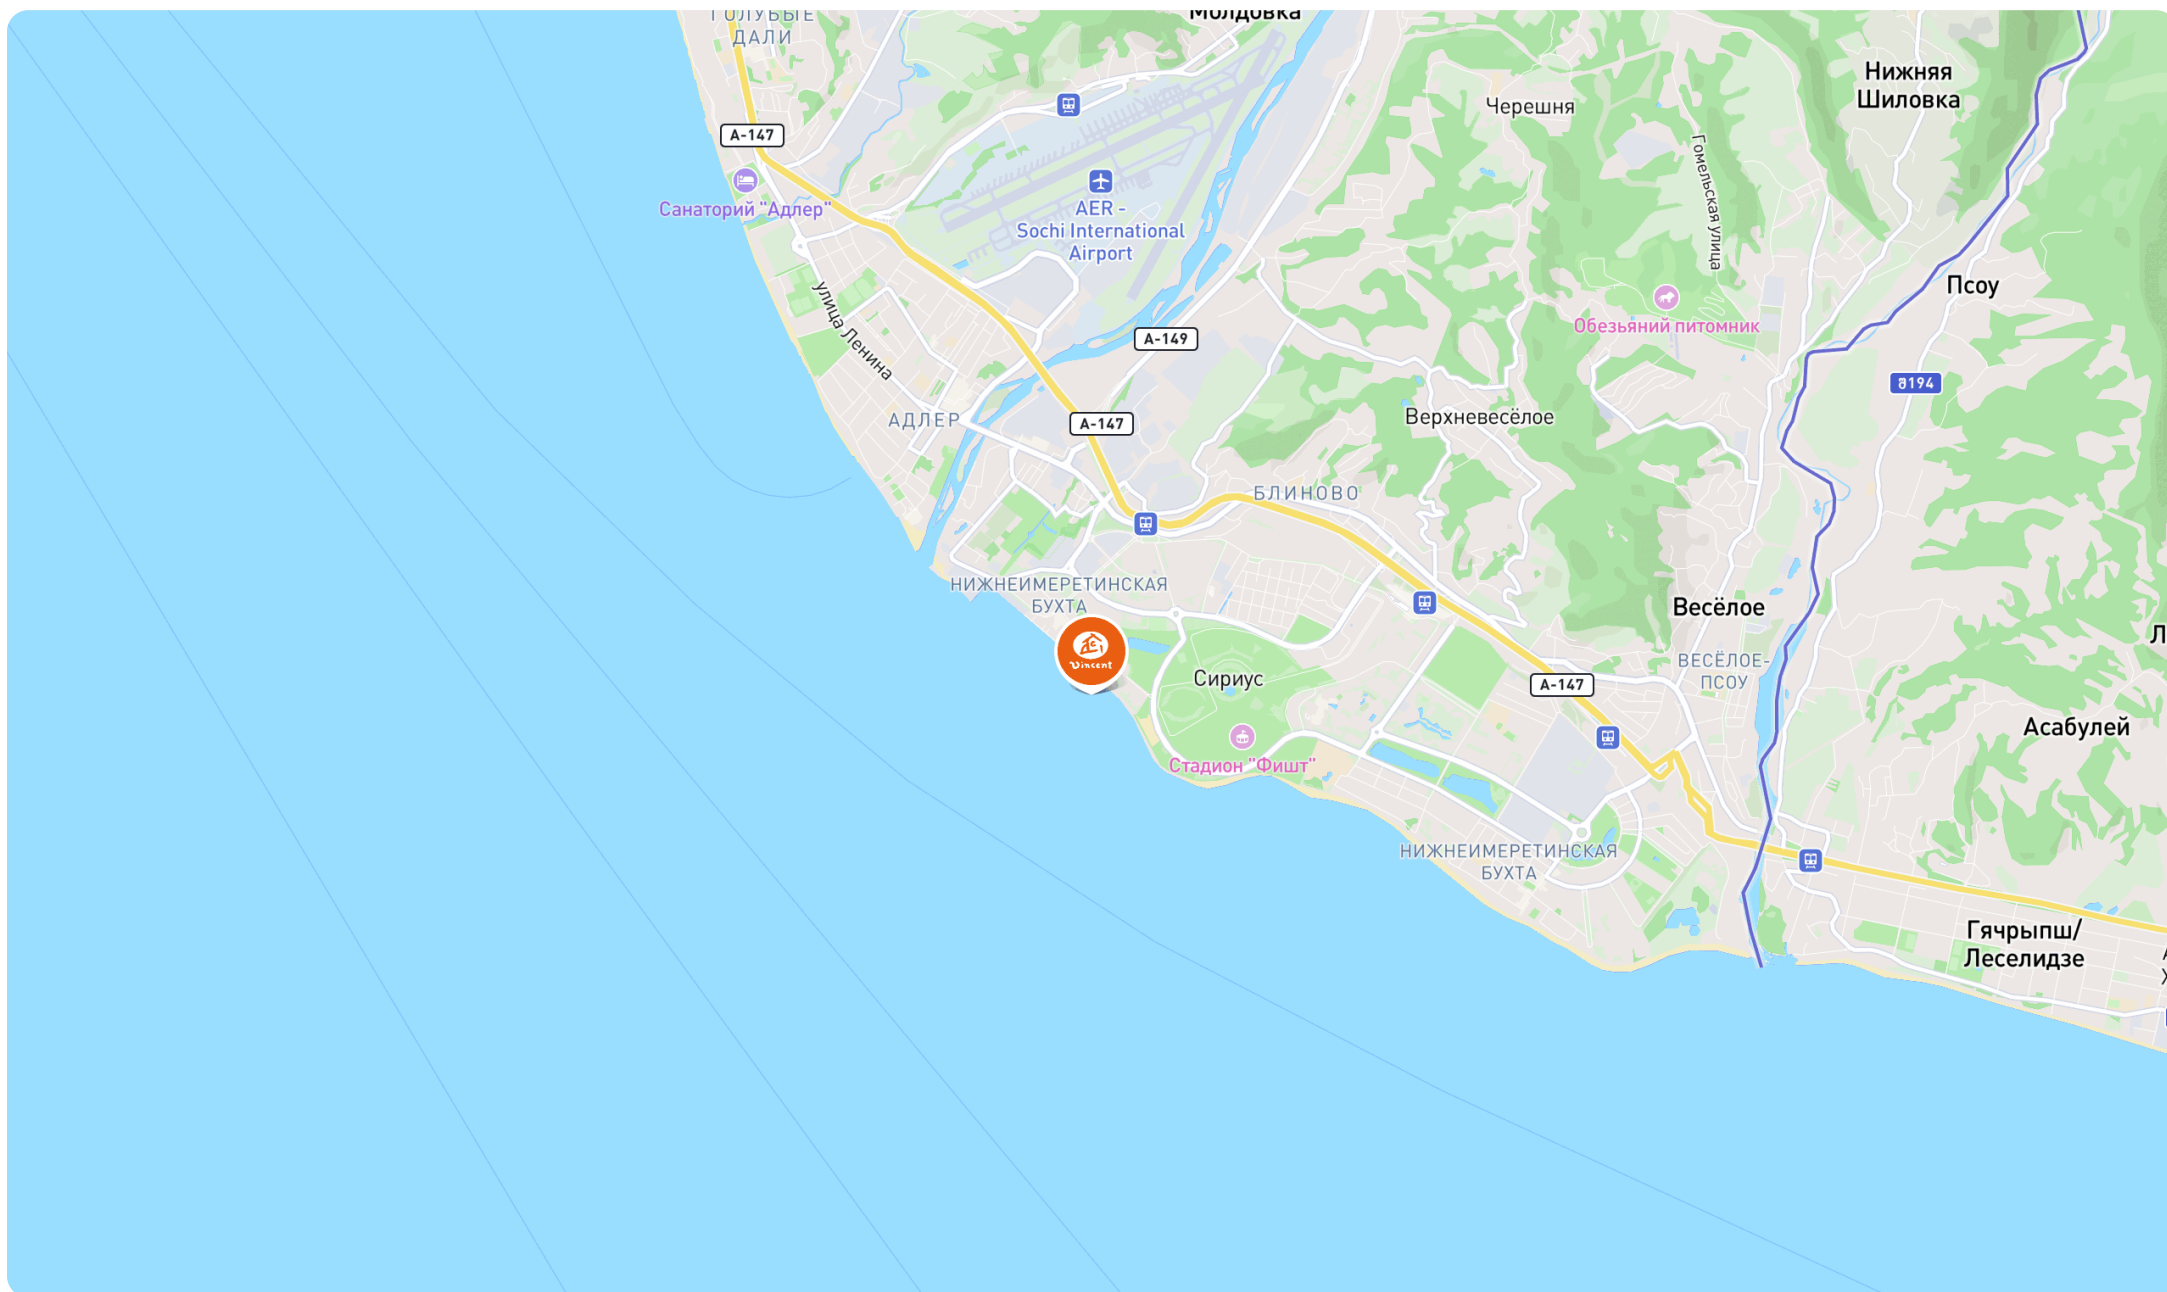 ГОЛУБЫЕ
ДАЛИ
Молдовка
Нижняя
Шиловка
Черешня
A-147
Гомельская улица
Санаторий "Адлер"
AER -
Sochi International
Airport
Псоу
улица Ленина
Обезьяний питомник
A-149
შ194
АДЛЕР
A-147
Верхневесёлое
БЛИНОВО
НИЖНЕИМЕРЕТИНСКАЯ
БУХТА
Весёлое
Vincent
Сириус
ВЕСЁЛОЕ-
ПСОУ
A-147
Асабулей
Стадион "Фишт"
НИЖНЕИМЕРЕТИНСКАЯ
БУХТА
Гячрыпш/
Леселидзе